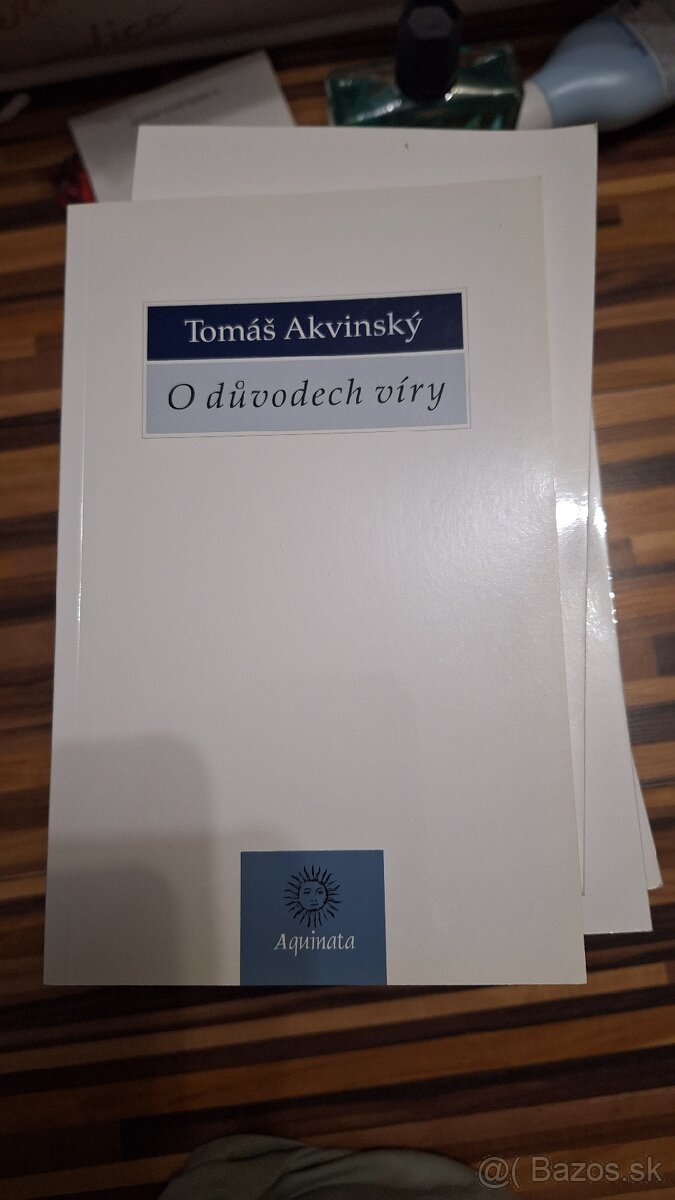 Tomáš Akvinský
O důvodech víry
Aquinata
@( Bazos.sk